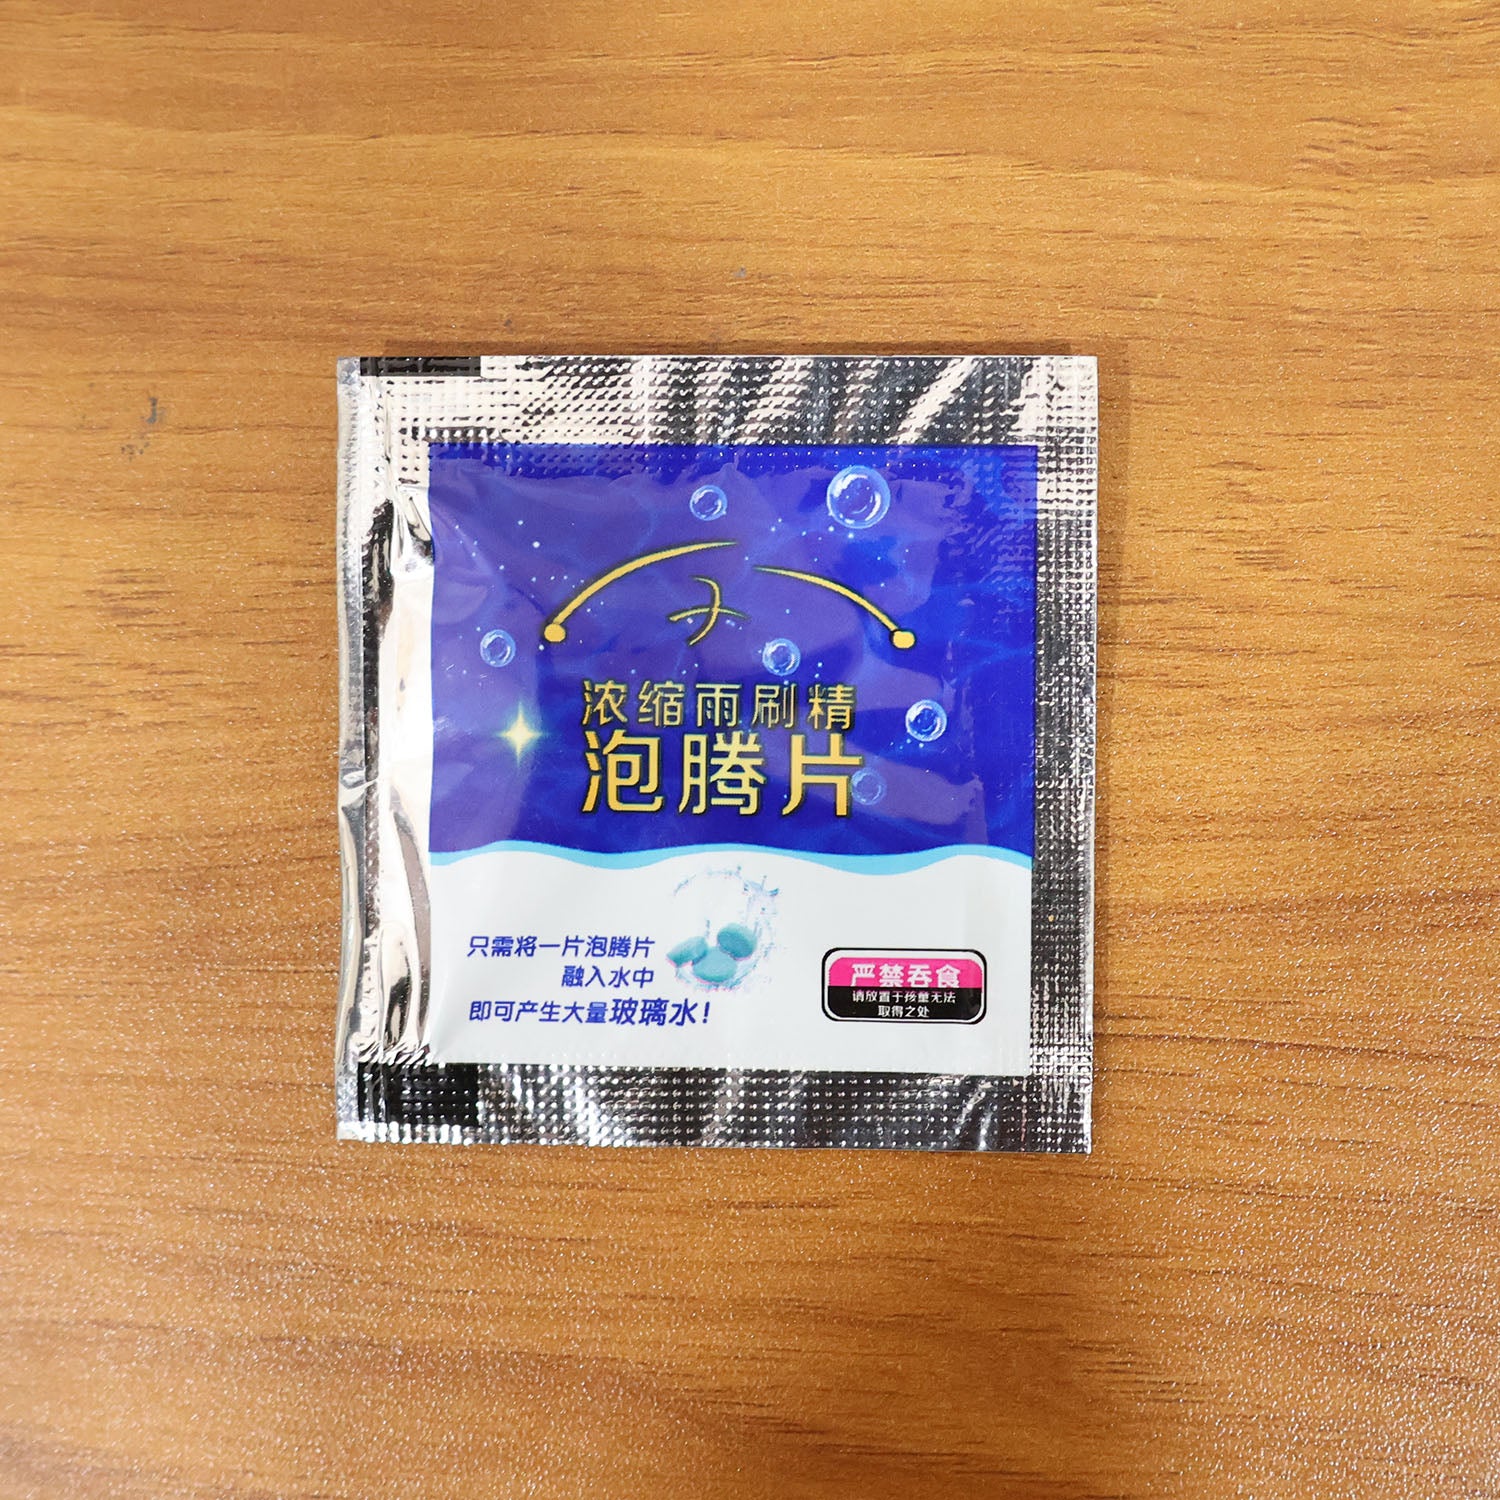 浓缩雨刷精
泡腾片
只需将一片泡腾片
融入水中
即可产生大量玻璃水！
严禁吞食
请放置于孩童无法
取得之处